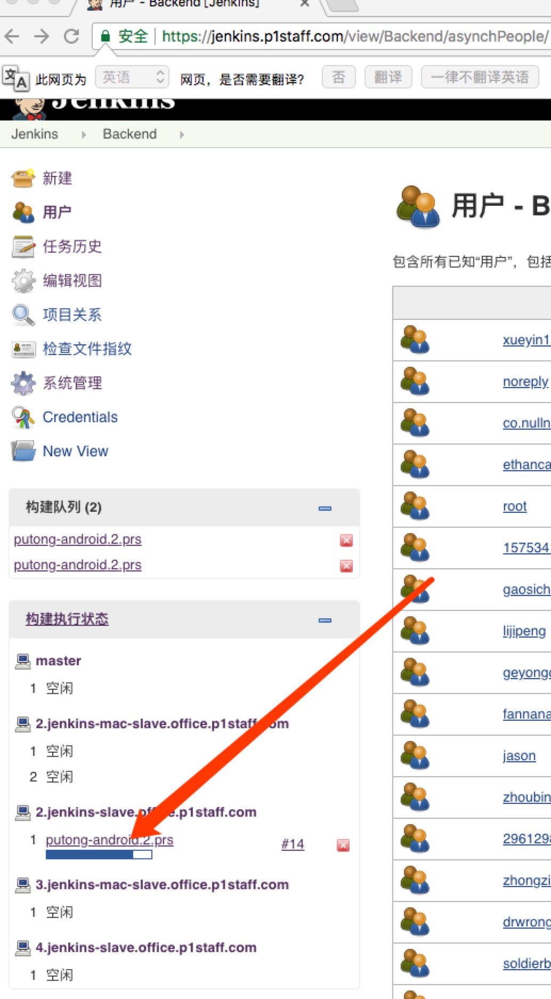 用户 - Backend [Jenkins]
安全 https://jenkins.p1staff.com/view/Backend/asynchPeople/
此网页为 英语 网页，是否需要翻译？ 否 翻译 一律不翻译英语
Jenkins
Jenkins Backend
新建
用户
任务历史
编辑视图
项目关系
检查文件指纹
系统管理
Credentials
New View
构建队列 (2)
putong-android.2.prs
putong-android.2.prs
构建执行状态
master
1 空闲
2.jenkins-mac-slave.office.p1staff.com
1 空闲
2 空闲
2.jenkins-slave.office.p1staff.com
1 putong-android.2.prs #14
3.jenkins-mac-slave.office.p1staff.com
1 空闲
4.jenkins-slave.office.p1staff.com
1 空闲
用户 - B
包含所有已知“用户”，包括
xueyin1
noreply
co.nulln
ethanca
root
157534
gaosich
lijipeng
geyong
fannana
jason
zhoubin
296129
zhongzi
drwrong
soldierb